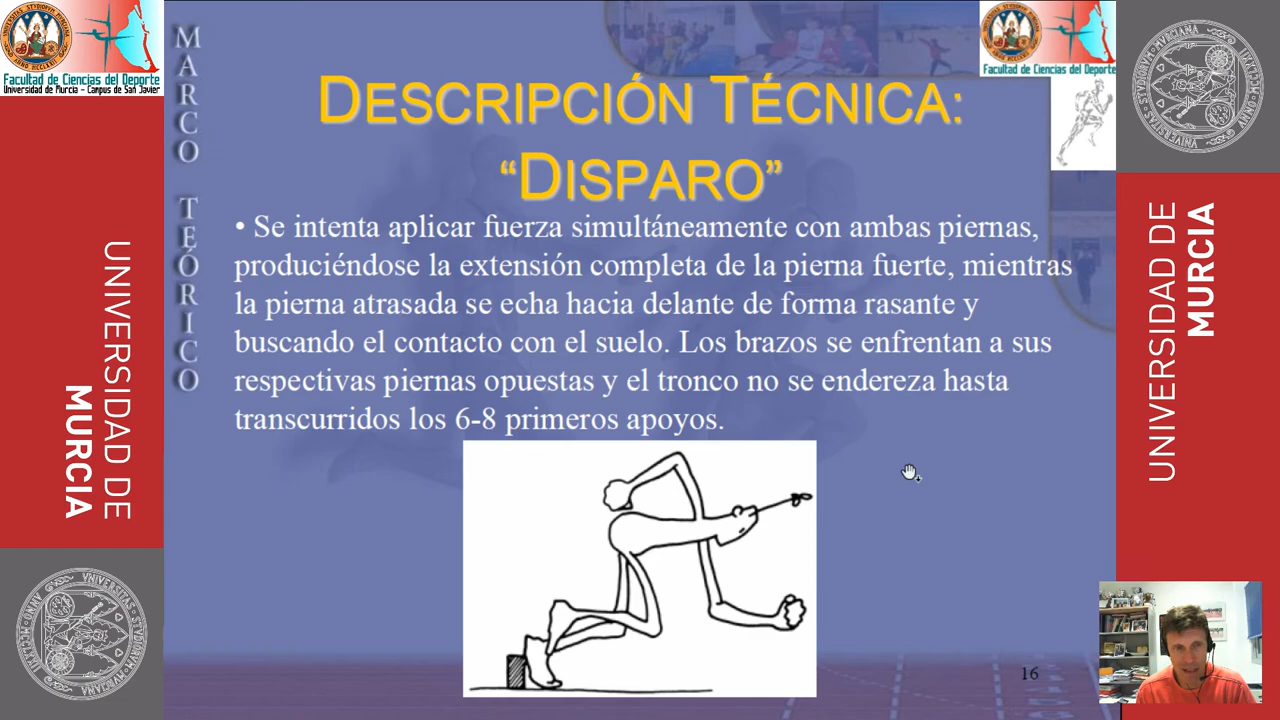 Facultad de Ciencias del Deporte
Universidad de Murcia - Campus de San Javier
MARCO TEÓRICO
Facultad de Ciencias del Deporte
DESCRIPCIÓN TÉCNICA:
“DISPARO”
• Se intenta aplicar fuerza simultáneamente con ambas piernas,
produciéndose la extensión completa de la pierna fuerte, mientras
la pierna atrasada se echa hacia delante de forma rasante y
buscando el contacto con el suelo. Los brazos se enfrentan a sus
respectivas piernas opuestas y el tronco no se endereza hasta
transcurridos los 6-8 primeros apoyos.
16
UNIVERSIDAD DE
MURCIA
UNIVERSIDAD DE
MURCIA